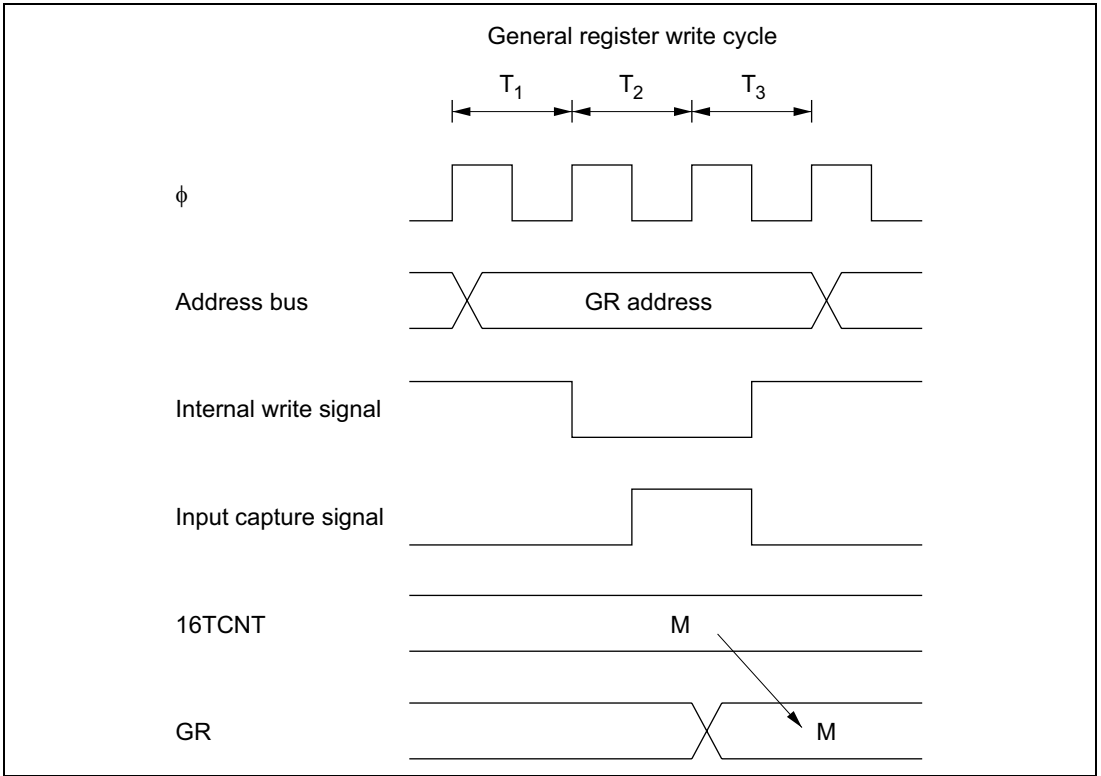 General register write cycle
T1 T2 T3
φ
Address bus GR address
Internal write signal
Input capture signal
16TCNT M
GR M